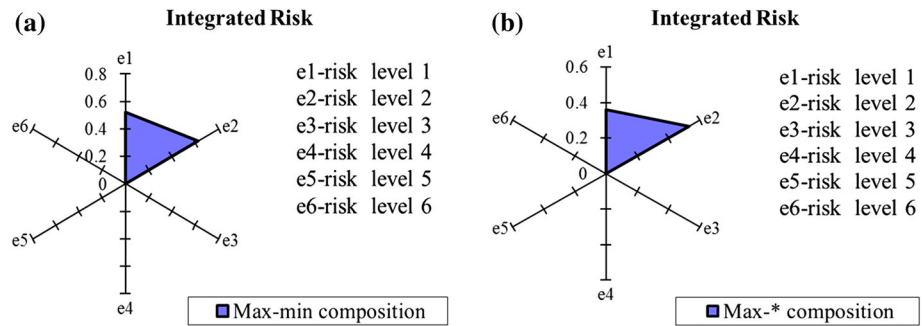 (a)
Integrated Risk
e1
0.8
0.6
0.4
0.2
0
e2
e3
e4
e5
e6
e1-risk level 1
e2-risk level 2
e3-risk level 3
e4-risk level 4
e5-risk level 5
e6-risk level 6
Max-min composition
(b)
Integrated Risk
e1
0.6
0.4
0.2
0
e2
e3
e4
e5
e6
e1-risk level 1
e2-risk level 2
e3-risk level 3
e4-risk level 4
e5-risk level 5
e6-risk level 6
Max-* composition